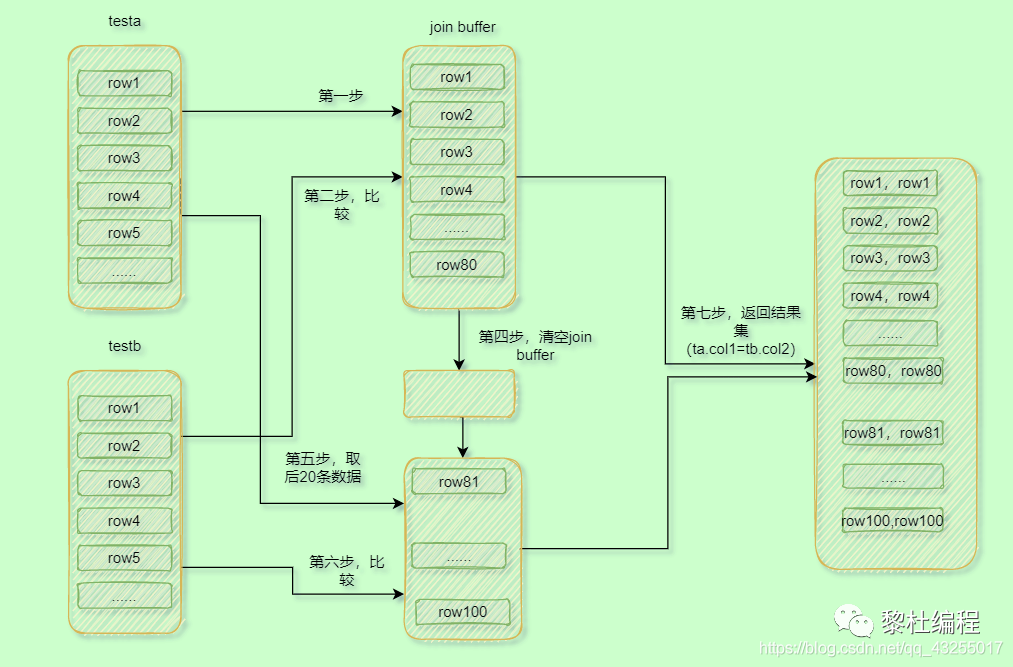 testa
row1
row2
row3
row4
row5
......
testb
row1
row2
row3
row4
row5
......
第一步
第二步，比
较
第五步，取
后20条数据
第六步，比
较
join buffer
row1
row2
row3
row4
......
row80
第四步，清空join
buffer
row81
......
row100
第七步，返回结果
集
（ta.col1=tb.col2）
row1，row1
row2，row2
row3，row3
row4，row4
......
row80，row80
row81，row81
......
row100,row100
黎杜编程
https://blog.csdn.net/qq_43255017